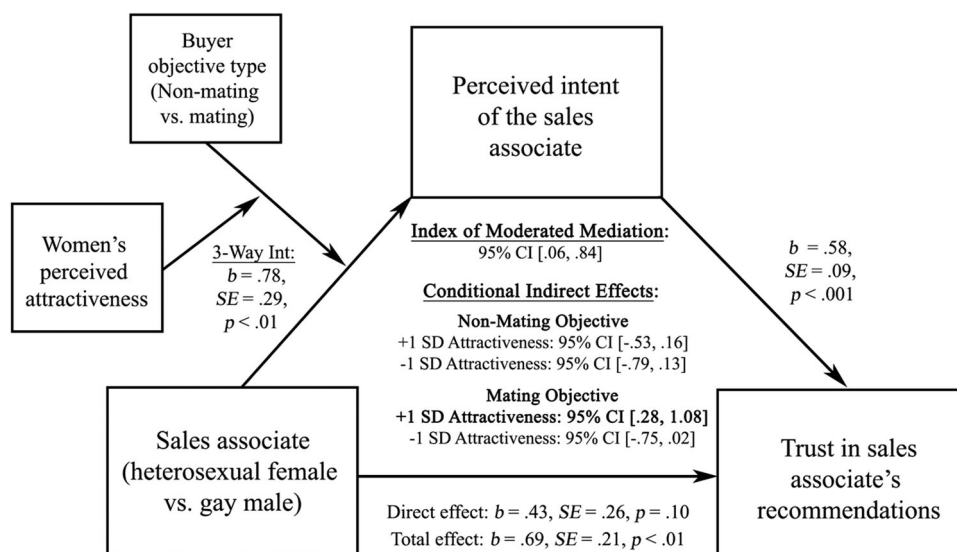 Buyer
objective type
(Non-mating
vs. mating)
Perceived intent
of the sales
associate
Women's
perceived
attractiveness
3-Way Int:
b = .78,
SE = .29,
p < .01
Index of Moderated Mediation:
95% CI [.06, .84]
Conditional Indirect Effects:
Non-Mating Objective
+1 SD Attractiveness: 95% CI [-.53, .16]
-1 SD Attractiveness: 95% CI [-.79, .13]
Mating Objective
+1 SD Attractiveness: 95% CI [.28, 1.08]
-1 SD Attractiveness: 95% CI [-.75, .02]
b = .58,
SE = .09,
p < .001
Sales associate
(heterosexual female
vs. gay male)
Trust in sales
associate's
recommendations
Direct effect: b = .43, SE = .26, p = .10
Total effect: b = .69, SE = .21, p < .01